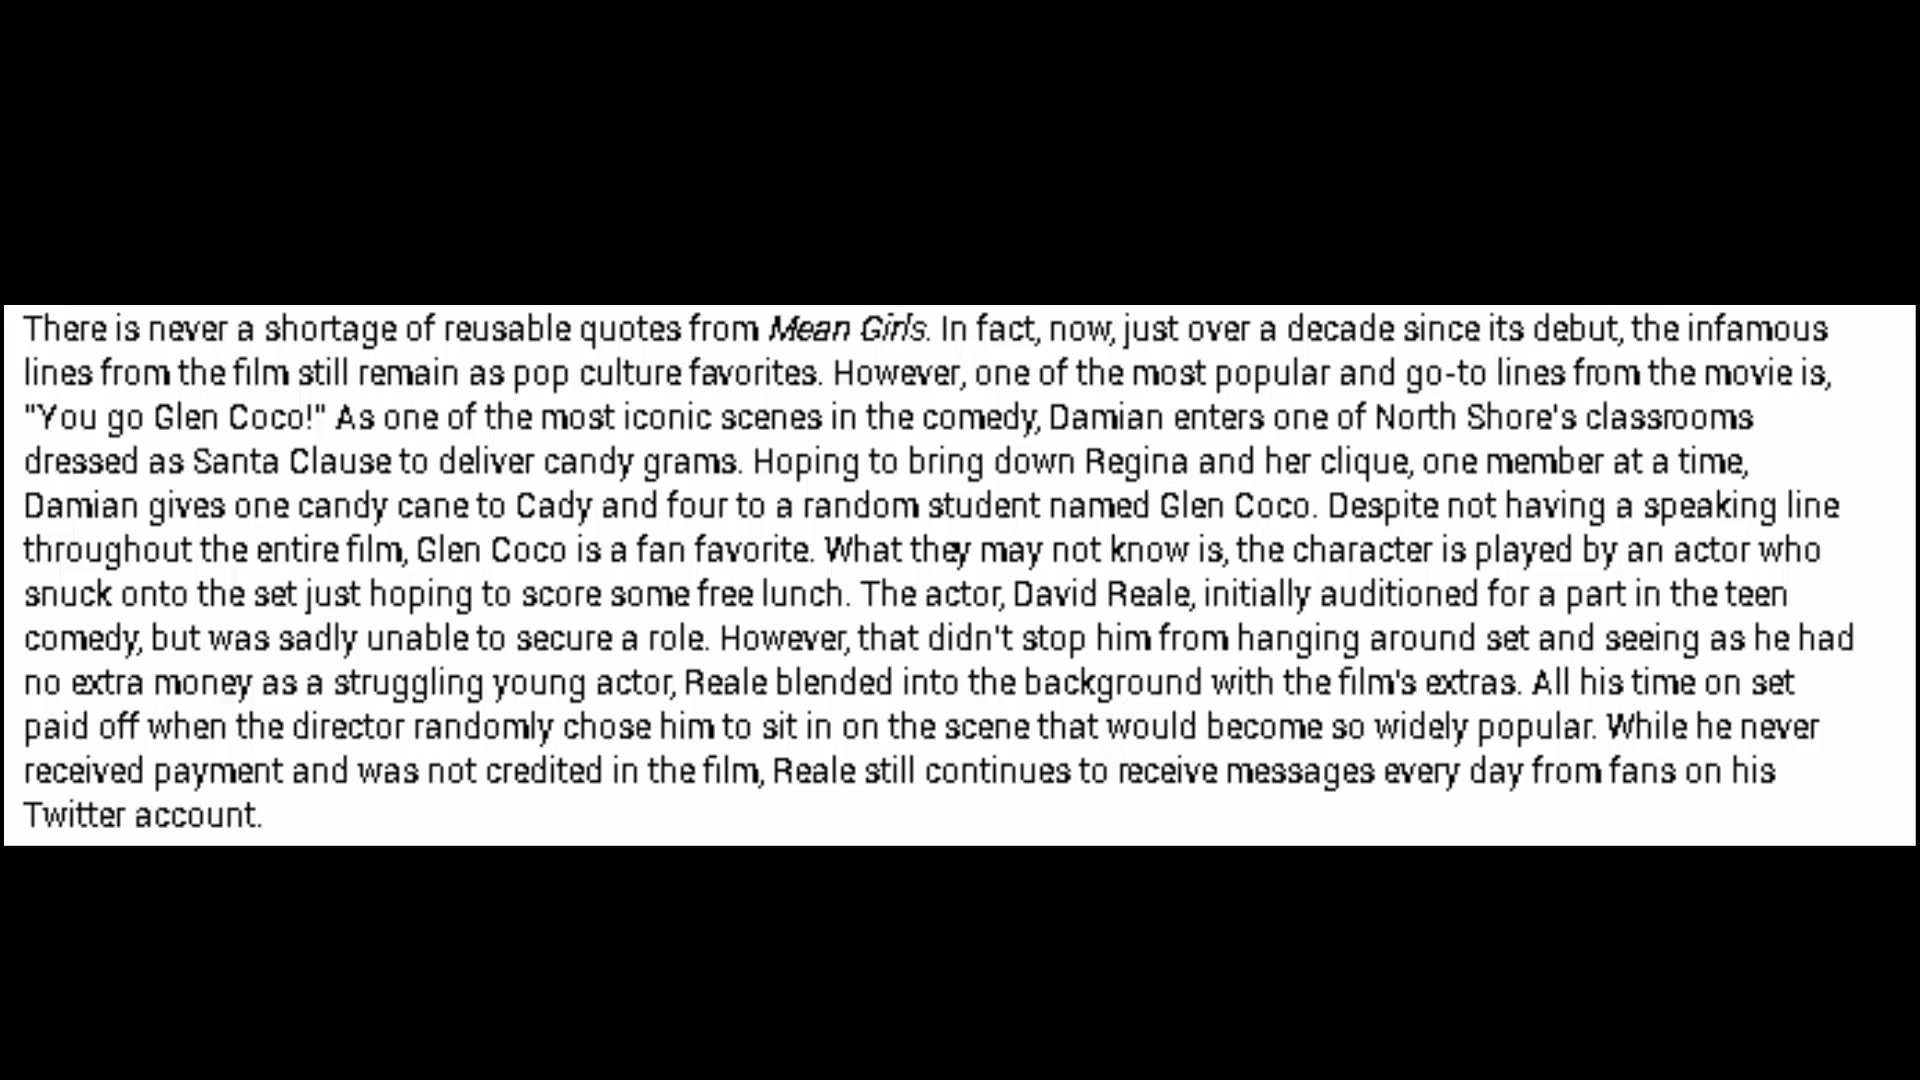 There is never a shortage of reusable quotes from Mean Girls. In fact, now, just over a decade since its debut, the infamous
lines from the film still remain as pop culture favorites. However, one of the most popular and go-to lines from the movie is,
"You go Glen Coco!" As one of the most iconic scenes in the comedy, Damian enters one of North Shore's classrooms
dressed as Santa Clause to deliver candy grams. Hoping to bring down Regina and her clique, one member at a time,
Damian gives one candy cane to Cady and four to a random student named Glen Coco. Despite not having a speaking line
throughout the entire film, Glen Coco is a fan favorite. What they may not know is, the character is played by an actor who
snuck onto the set just hoping to score some free lunch. The actor, David Reale, initially auditioned for a part in the teen
comedy, but was sadly unable to secure a role. However, that didn't stop him from hanging around set and seeing as he had
no extra money as a struggling young actor, Reale blended into the background with the film's extras. All his time on set
paid off when the director randomly chose him to sit in on the scene that would become so widely popular. While he never
received payment and was not credited in the film, Reale still continues to receive messages every day from fans on his
Twitter account.